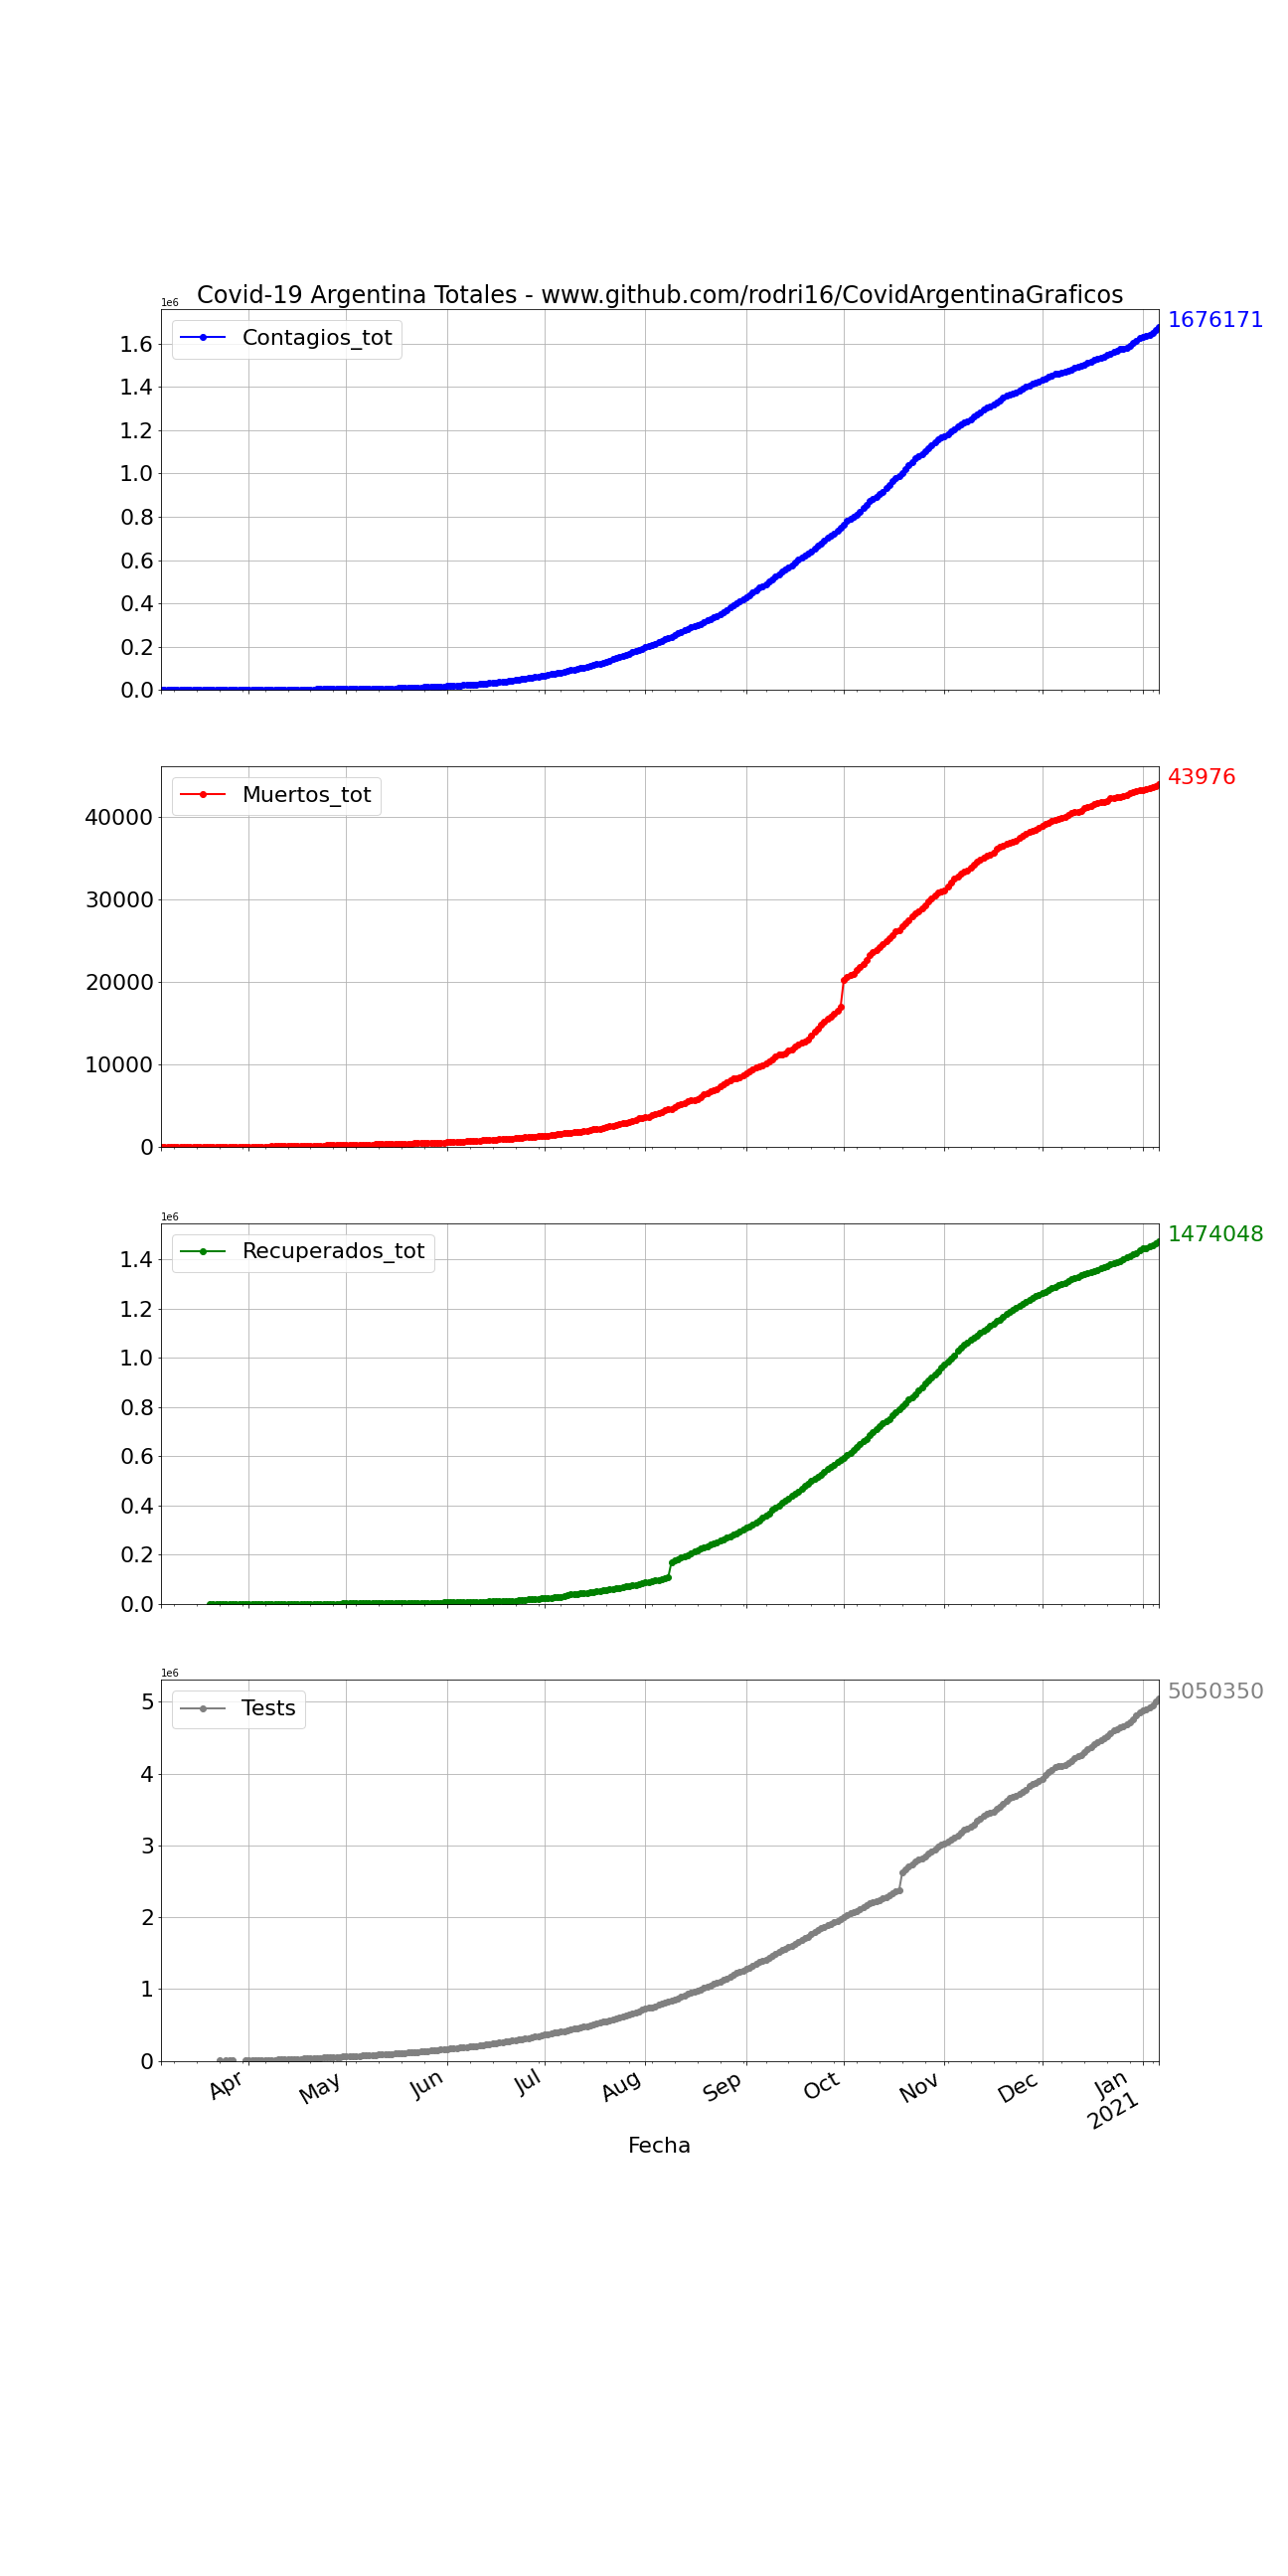 Covid-19 Argentina Totales - www.github.com/rodri16/CovidArgentinaGraficos
1e6
Contagios_tot
1676171
1.6
1.4
1.2
1.0
0.8
0.6
0.4
0.2
0.0
Muertos_tot
43976
40000
30000
20000
10000
0
1e6
Recuperados_tot
1474048
1.4
1.2
1.0
0.8
0.6
0.4
0.2
0.0
1e6
Tests
5050350
5
4
3
2
1
0
Apr
May
Jun
Jul
Aug
Sep
Oct
Nov
Dec
Jan
2021
Fecha